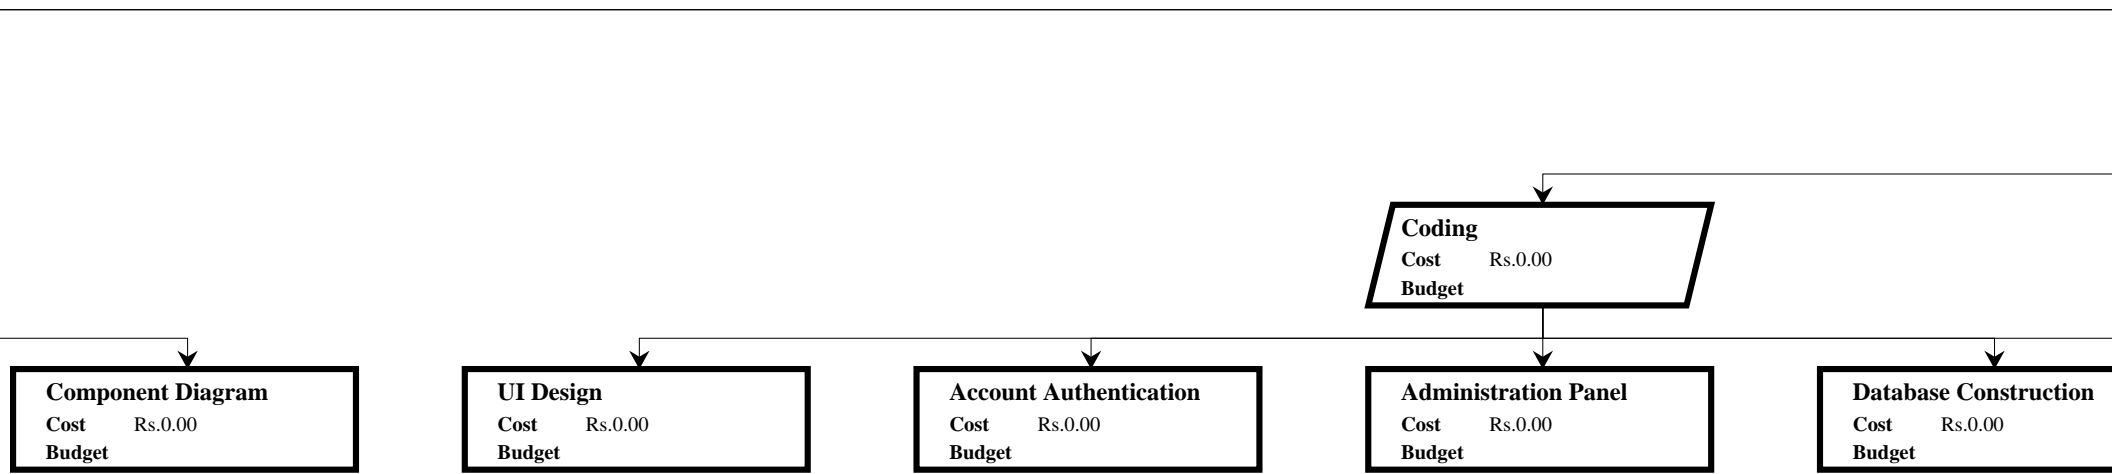 Coding
Cost Rs.0.00
Budget
Component Diagram
Cost Rs.0.00
Budget
UI Design
Cost Rs.0.00
Budget
Account Authentication
Cost Rs.0.00
Budget
Administration Panel
Cost Rs.0.00
Budget
Database Construction
Cost Rs.0.00
Budget